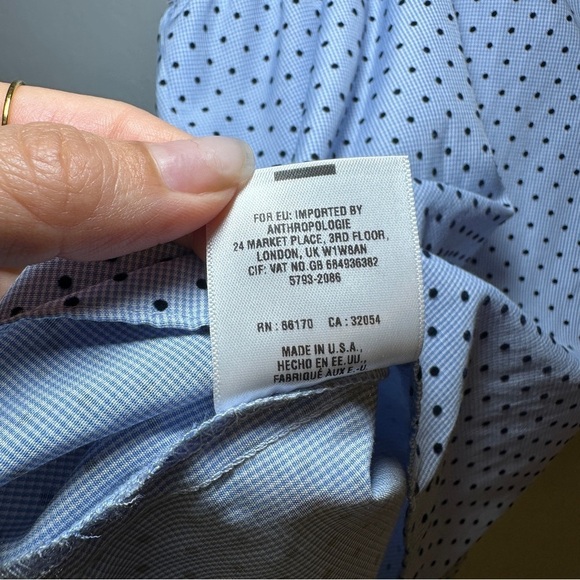 FOR EU: IMPORTED BY
ANTHROPOLOGIE
24 MARKET PLACE, 3RD FLOOR,
LONDON, UK W1W8AN
CIF: VAT NO.GB 684936382
5793-2086
RN : 66170 CA : 32054
MADE IN U.S.A.,
HECHO EN EE.UU.,
FABRIQUÉ AUX É.-U.